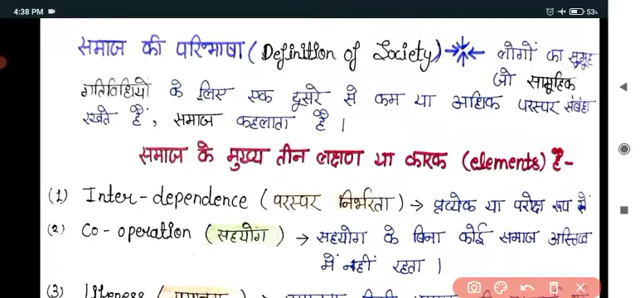 4:38 PM
53%
समाज की परिभाषा (Definition of Society) → लोगों का समूह
जो सामूहिक
गतिविधियों के लिए एक दूसरे से कम या अधिक परस्पर संबंध
रखते हैं, समाज कहलाता है ।
समाज के मुख्य तीन लक्षण या कारक (elements) है-
(1) Inter-dependence (परस्पर निर्भरता) → प्रत्येक या परोक्ष रूप में
(2) Co-operation (सहयोग) → सहयोग के बिना कोई समाज अस्तित्व
में नहीं रहता ।
(3)